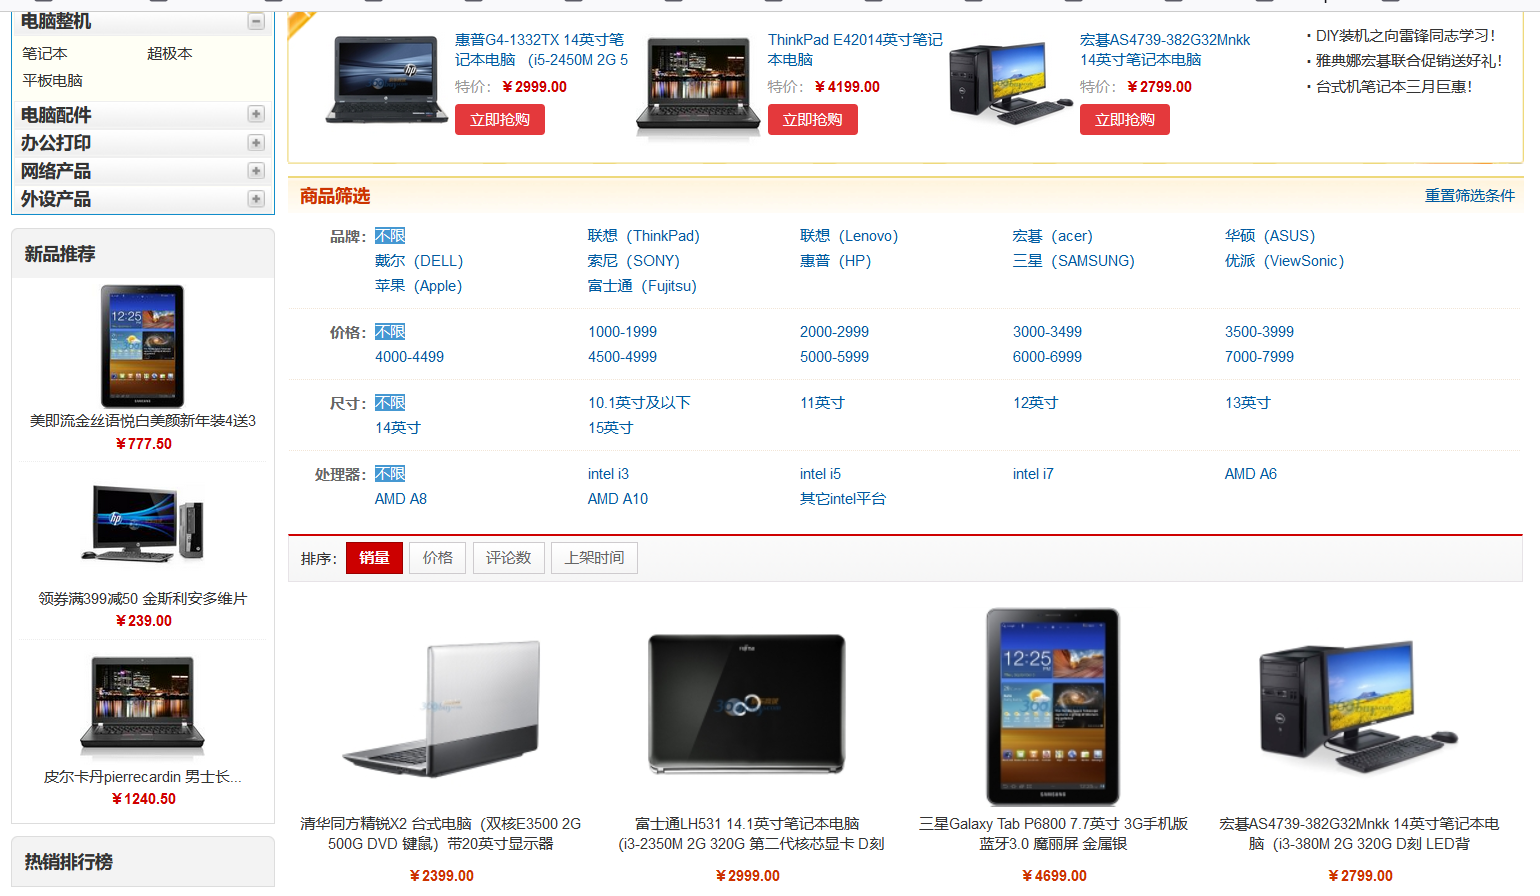 电脑整机
笔记本 超极本
平板电脑
电脑配件
办公打印
网络产品
外设产品
惠普G4-1332TX 14英寸笔
记本电脑 （i5-2450M 2G 5
特价：￥2999.00
立即抢购
ThinkPad E42014英寸笔记
本电脑
特价：￥4199.00
立即抢购
宏碁AS4739-382G32Mnkk
14英寸笔记本电脑
特价：￥2799.00
立即抢购
· DIY装机之向雷锋同志学习！
· 雅典娜宏碁联合促销送好礼！
· 台式机笔记本三月巨惠！
商品筛选 重置筛选条件
品牌： 不限 联想（ThinkPad） 联想（Lenovo） 宏碁（acer） 华硕（ASUS）
戴尔（DELL） 索尼（SONY） 惠普（HP） 三星（SAMSUNG） 优派（ViewSonic）
苹果（Apple） 富士通（Fujitsu）
价格： 不限 1000-1999 2000-2999 3000-3499 3500-3999
4000-4499 4500-4999 5000-5999 6000-6999 7000-7999
尺寸： 不限 10.1英寸及以下 11英寸 12英寸 13英寸
14英寸 15英寸
处理器： 不限 intel i3 intel i5 intel i7 AMD A6
AMD A8 AMD A10 其它intel平台
排序： 销量 价格 评论数 上架时间
新品推荐
12:25
SAMSUNG
美即流金丝语悦白美颜新年装4送3
￥777.50
hp
领券满399减50 金斯利安多维片
￥239.00
皮尔卡丹pierrecardin 男士长...
￥1240.50
热销排行榜
清华同方精锐X2 台式电脑（双核E3500 2G
500G DVD 键鼠）带20英寸显示器
￥2399.00
富士通LH531 14.1英寸笔记本电脑
(i3-2350M 2G 320G 第二代核芯显卡 D刻
￥2999.00
12:25
SAMSUNG
三星Galaxy Tab P6800 7.7英寸 3G手机版
蓝牙3.0 魔丽屏 金属银
￥4699.00
宏碁AS4739-382G32Mnkk 14英寸笔记本电
脑（i3-380M 2G 320G D刻 LED背
￥2799.00